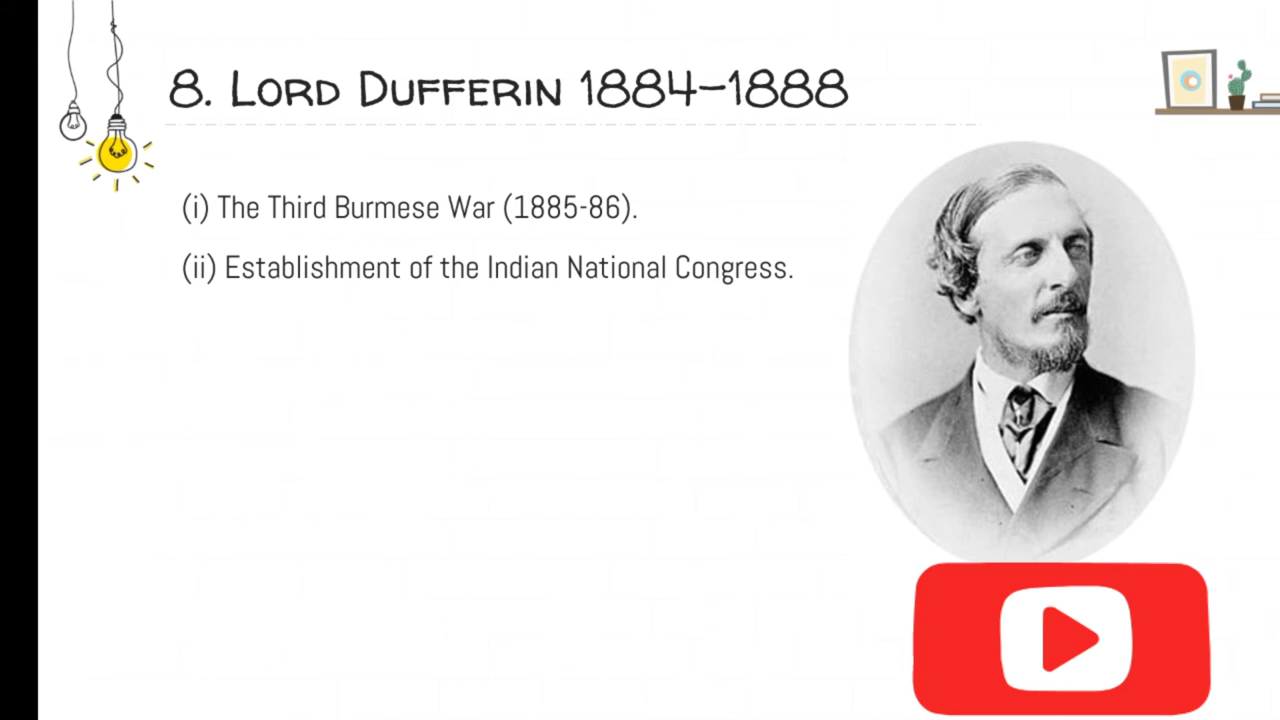 8. LORD DUFFERIN 1884–1888
(i) The Third Burmese War (1885-86).
(ii) Establishment of the Indian National Congress.